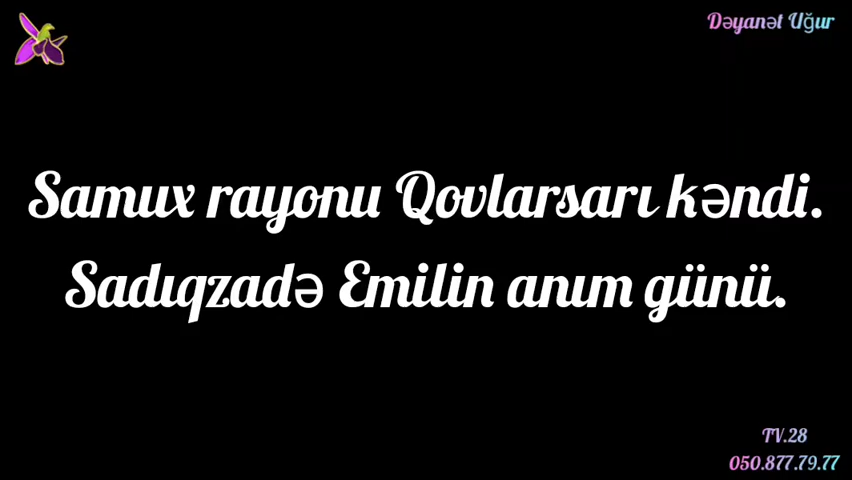 Dəyanət Uğur
Samux rayonu Qovlarsarı kəndi.
Sadıqzadə Emilin anım günü.
TV.28
050.877.79.77